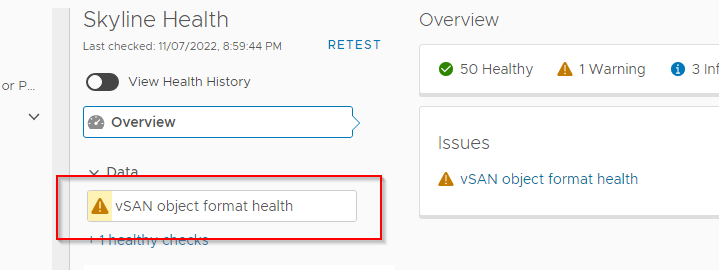 Skyline Health
Last checked: 11/07/2022, 8:59:44 PM
RETEST
or P...
View Health History
Overview
Data
vSAN object format health
+ 1 healthy checks
Overview
50 Healthy
1 Warning
3 Inf
Issues
vSAN object format health